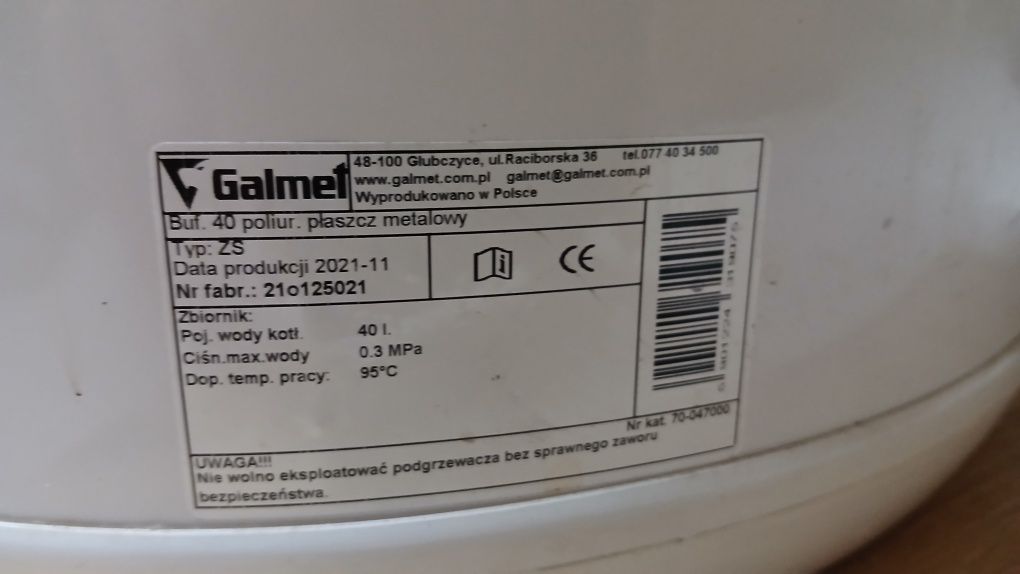 Galmet
48-100 Głubczyce, ul.Raciborska 36 tel.077 40 34 500
www.galmet.com.pl galmet@galmet.com.pl
Wyprodukowano w Polsce
Buf. 40 poliur. płaszcz metalowy
Typ: ZS
Data produkcji 2021-11
Nr fabr.: 21o125021
CE
Zbiornik:
Poj. wody kotł. 40 l.
Ciśn.max.wody 0.3 MPa
Dop. temp. pracy: 95°C
Nr kat. 70-047000
UWAGA!!!
Nie wolno eksploatować podgrzewacza bez sprawnego zaworu
bezpieczeństwa.